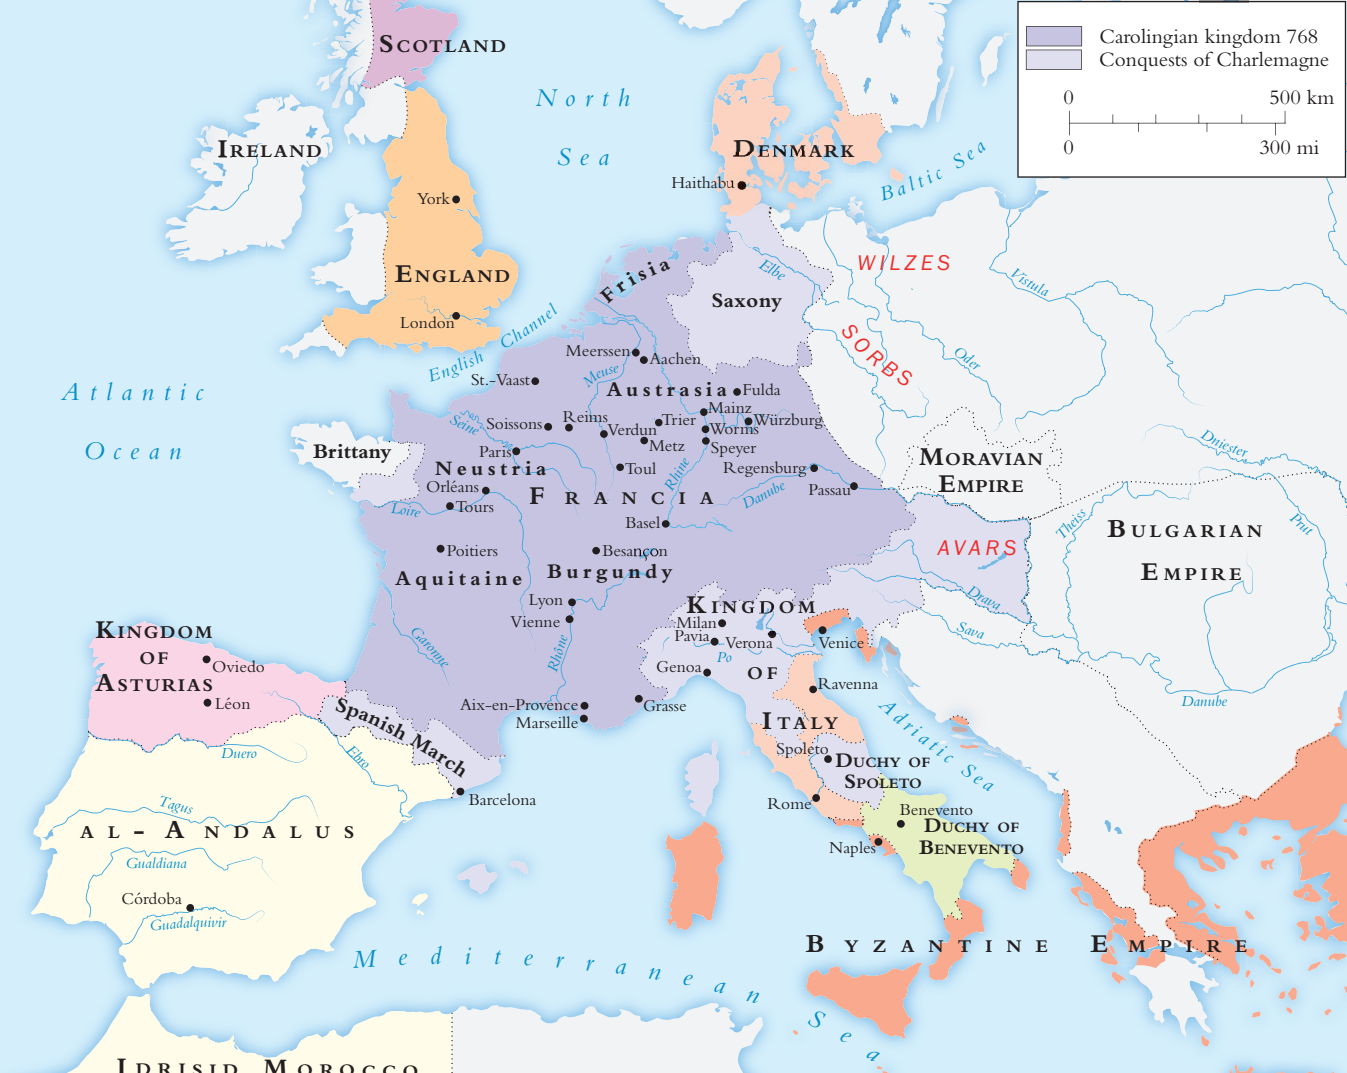 Carolingian kingdom 768
Conquests of Charlemagne
0 500 km
0 300 mi
SCOTLAND
IRELAND
North
Sea
DENMARK
Haithabu
Baltic Sea
York
ENGLAND
London
English Channel
Frisia
Elbe
Saxony
WILZES
SORBS
Vistula
Oder
Atlantic
Ocean
Meerssen
Aachen
Meuse
St.-Vaast
Austrasia
Fulda
Mainz
Soissons
Reims
Trier
Worms
Würzburg
Seine
Verdun
Metz
Speyer
Paris
Brittany
Neustria
Toul
Rhine
Regensburg
Orléans
FRANCIA
Danube
Passau
Loire
Tours
Basel
MORAVIAN
EMPIRE
Dniester
Theiss
BULGARIAN
EMPIRE
Prut
AVARS
Poitiers
Besançon
Aquitaine
Burgundy
Lyon
Vienne
Garonne
Rhône
KINGDOM
OF
ITALY
Milan
Pavia
Verona
Venice
Po
Genoa
Drava
Sava
Danube
KINGDOM
OF
ASTURIAS
Oviedo
Léon
Aix-en-Provence
Marseille
Grasse
Ravenna
Adriatic Sea
Spanish March
Duero
Ebro
Barcelona
Tagus
AL-ANDALUS
Gualdiana
Córdoba
Guadalquivir
Spoleto
DUCHY OF
SPOLETO
Rome
Benevento
DUCHY OF
BENEVENTO
Naples
BYZANTINE EMPIRE
Mediterranean
Sea
IDRISID MOROCCO